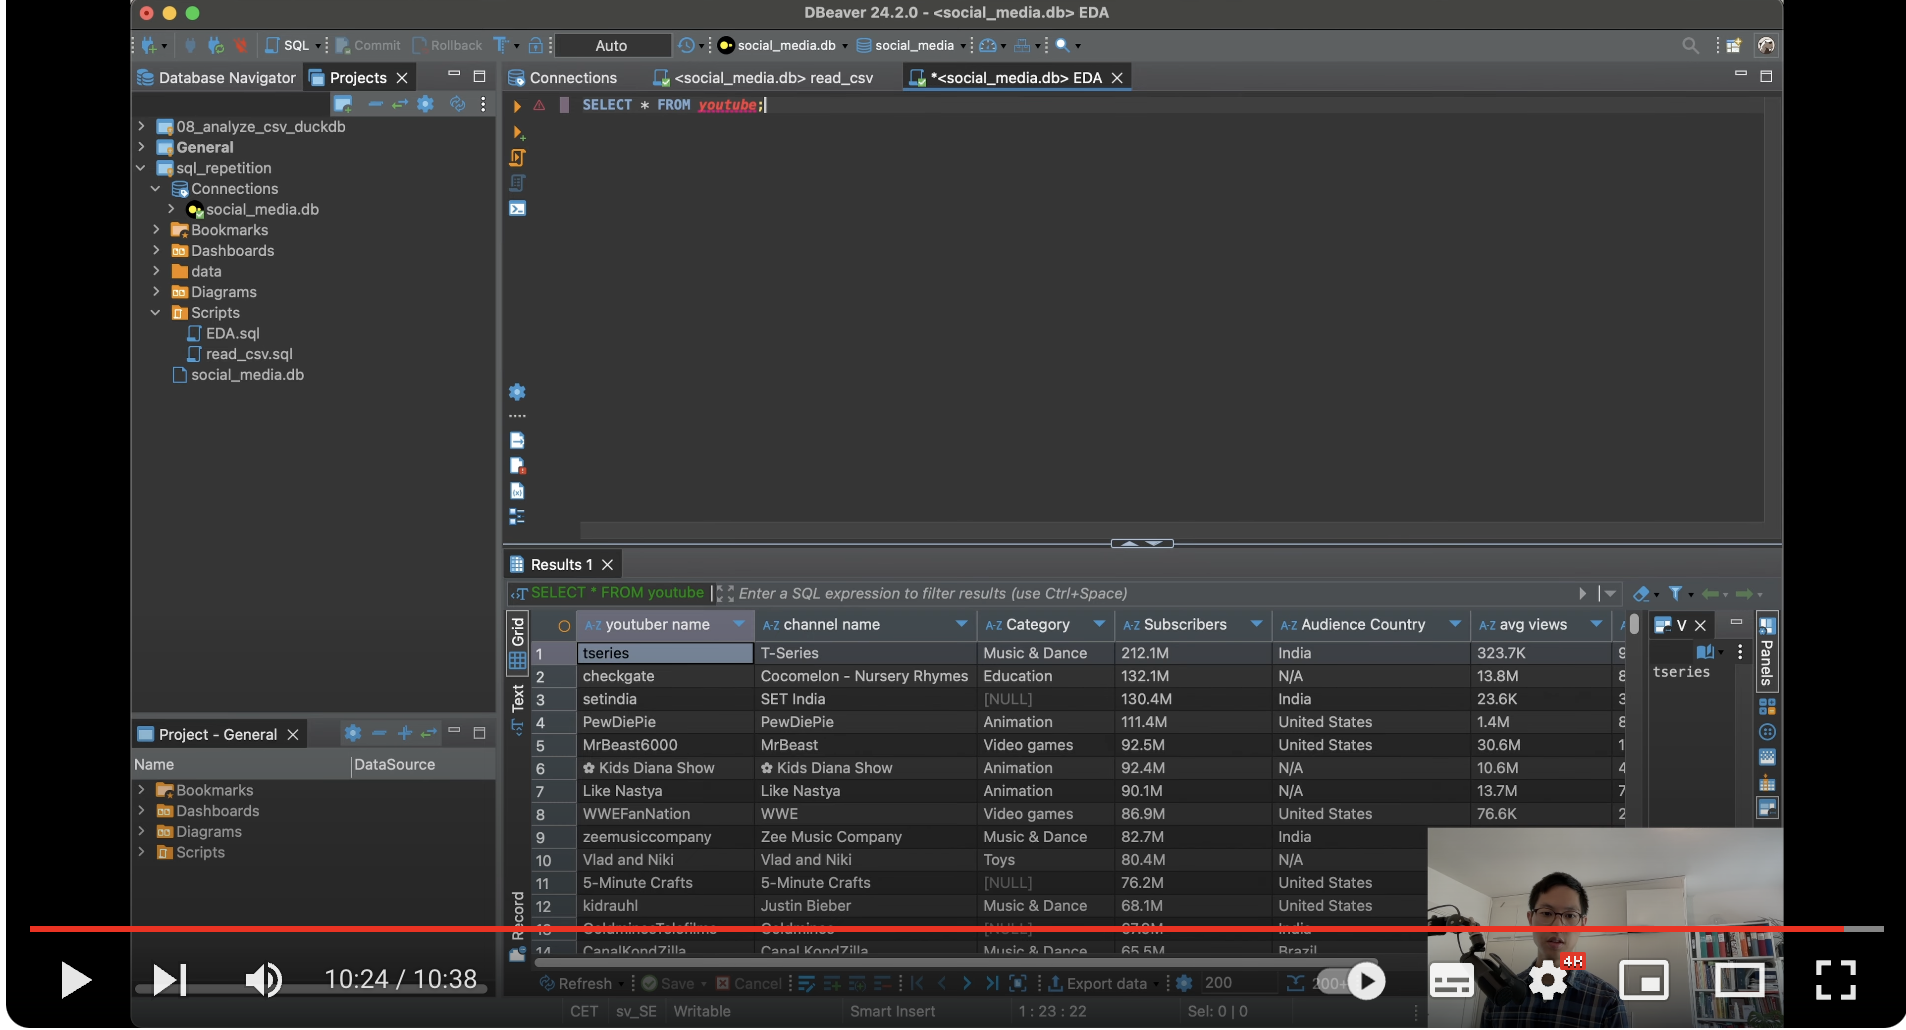 DBeaver 24.2.0 - <social_media.db> EDA
SQL Commit Rollback Auto social_media.db social_media
Database Navigator Projects
Connections <social_media.db> read_csv *<social_media.db> EDA
SELECT * FROM youtube;
08_analyze_csv_duckdb
General
sql_repetition
Connections
social_media.db
Bookmarks
Dashboards
data
Diagrams
Scripts
EDA.sql
read_csv.sql
social_media.db
Project - General
Name DataSource
Bookmarks
Dashboards
Diagrams
Scripts
Results 1
SELECT * FROM youtube Enter a SQL expression to filter results (use Ctrl+Space)
Grid
Text
Record
A-Z youtuber name A-Z channel name A-Z Category A-Z Subscribers A-Z Audience Country A-Z avg views
1 tseries T-Series Music & Dance 212.1M India 323.7K 9
2 checkgate Cocomelon - Nursery Rhymes Education 132.1M N/A 13.8M 8
3 setindia SET India [NULL] 130.4M India 23.6K 3
4 PewDiePie PewDiePie Animation 111.4M United States 1.4M 8
5 MrBeast6000 MrBeast Video games 92.5M United States 30.6M 1
6 ✿ Kids Diana Show ✿ Kids Diana Show Animation 92.4M N/A 10.6M 4
7 Like Nastya Like Nastya Animation 90.1M N/A 13.7M 7
8 WWEFanNation WWE Video games 86.9M United States 76.6K 2
9 zeemusiccompany Zee Music Company Music & Dance 82.7M India
10 Vlad and Niki Vlad and Niki Toys 80.4M N/A
11 5-Minute Crafts 5-Minute Crafts [NULL] 76.2M United States
12 kidrauhl Justin Bieber Music & Dance 68.1M United States
14 CanalKondZilla Canal KondZilla Music & Dance 65.5M Brazil
V
tseries
Panels
Refresh Save Cancel Export data 200 200+
CET sv_SE Writable Smart Insert 1 : 23 : 22 Sel: 0 | 0
10:24 / 10:38
4K